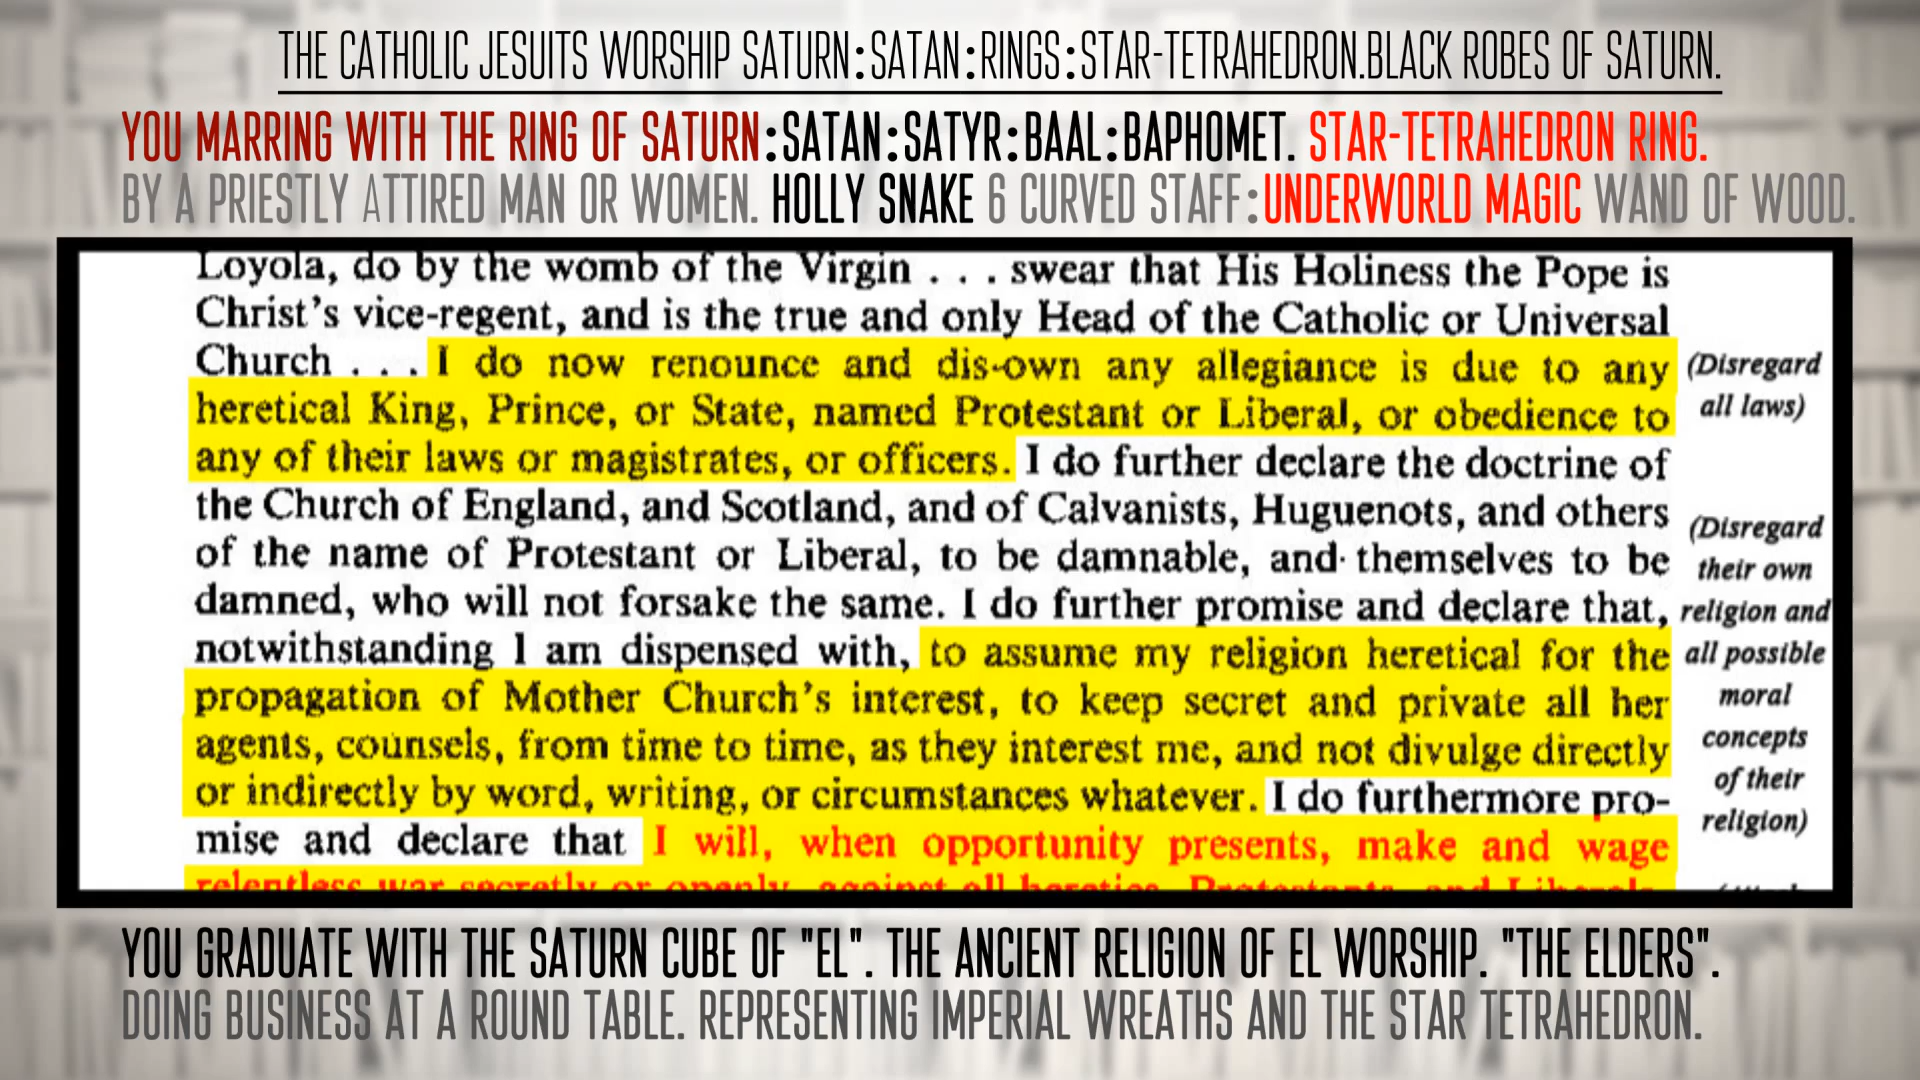 THE CATHOLIC JESUITS WORSHIP SATURN:SATAN:RINGS:STAR-TETRAHEDRON.BLACK ROBES OF SATURN.
YOU MARRING WITH THE RING OF SATURN:SATAN:SATYR:BAAL:BAPHOMET. STAR-TETRAHEDRON RING.
BY A PRIESTLY ATTIRED MAN OR WOMEN. HOLLY SNAKE 6 CURVED STAFF:UNDERWORLD MAGIC WAND OF WOOD.
Loyola, do by the womb of the Virgin . . . swear that His Holiness the Pope is
Christ's vice-regent, and is the true and only Head of the Catholic or Universal
Church . . . I do now renounce and dis-own any allegiance is due to any
heretical King, Prince, or State, named Protestant or Liberal, or obedience to
any of their laws or magistrates, or officers. I do further declare the doctrine of
the Church of England, and Scotland, and of Calvanists, Huguenots, and others
of the name of Protestant or Liberal, to be damnable, and themselves to be
damned, who will not forsake the same. I do further promise and declare that,
notwithstanding I am dispensed with, to assume my religion heretical for the
propagation of Mother Church's interest, to keep secret and private all her
agents, counsels, from time to time, as they interest me, and not divulge directly
or indirectly by word, writing, or circumstances whatever. I do furthermore pro-
mise and declare that I will, when opportunity presents, make and wage
relentless war secretly or openly, against all heretics, Protestants, and Liberals,
(Disregard
all laws)
(Disregard
their own
religion and
all possible
moral
concepts
of their
religion)
YOU GRADUATE WITH THE SATURN CUBE OF "EL". THE ANCIENT RELIGION OF EL WORSHIP. "THE ELDERS".
DOING BUSINESS AT A ROUND TABLE. REPRESENTING IMPERIAL WREATHS AND THE STAR TETRAHEDRON.